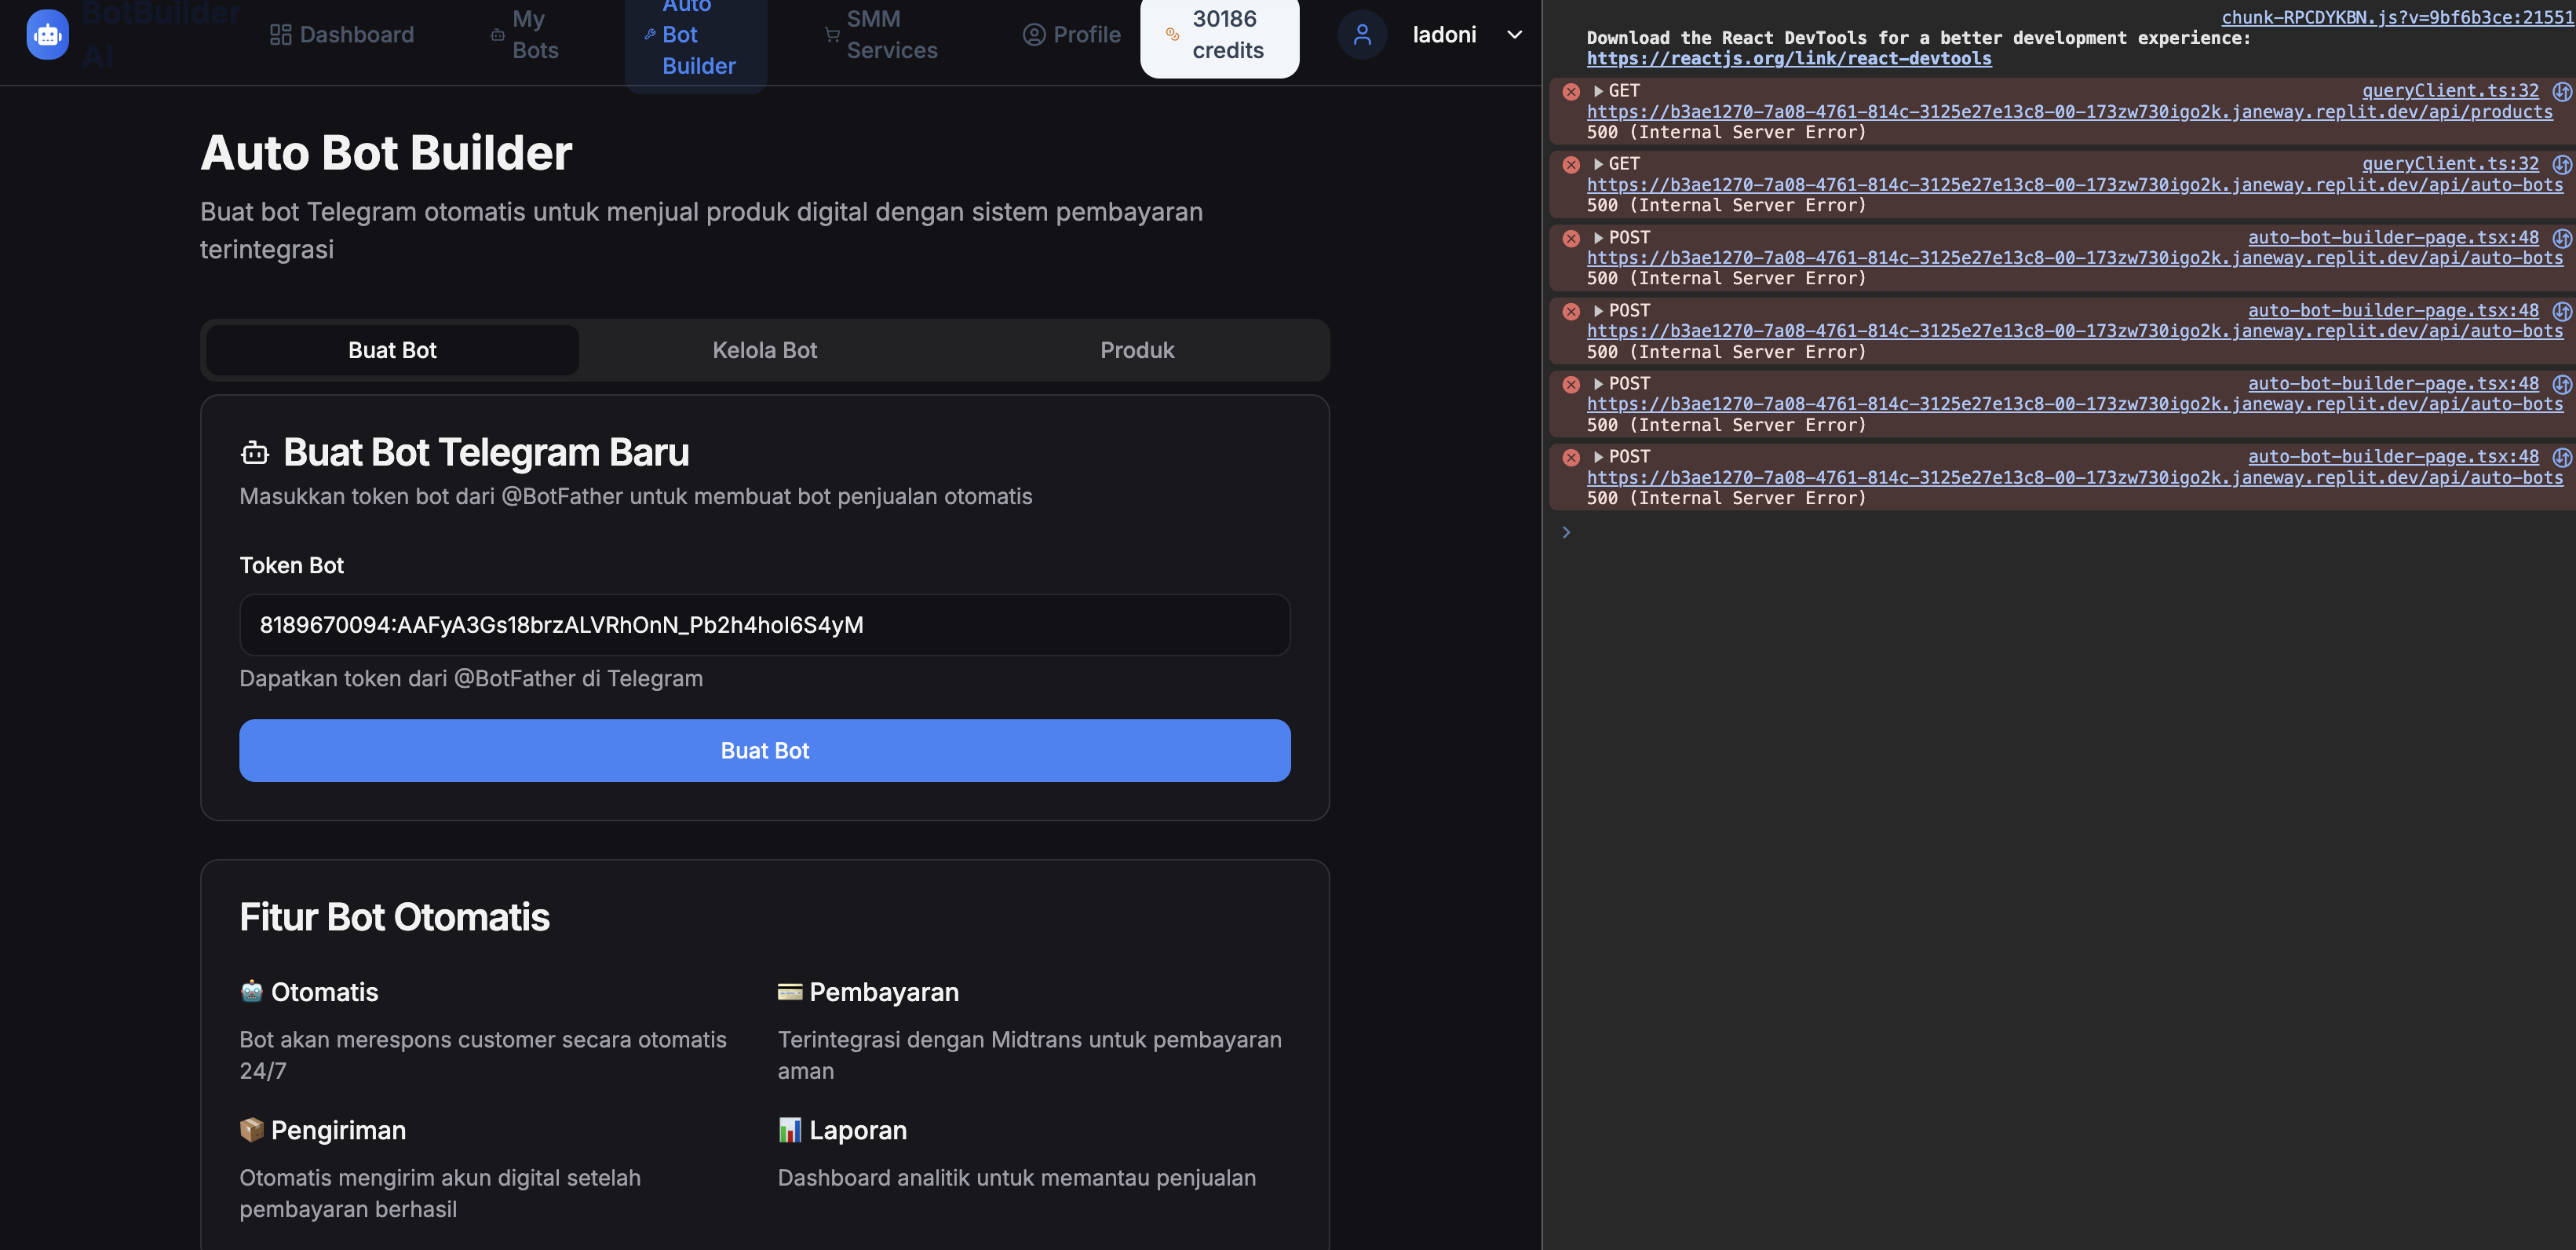 BotBuilder
AI
Dashboard
My
Bots
Auto
Bot
Builder
SMM
Services
Profile
30186
credits
ladoni
Auto Bot Builder
Buat bot Telegram otomatis untuk menjual produk digital dengan sistem pembayaran
terintegrasi
Buat Bot
Kelola Bot
Produk
Buat Bot Telegram Baru
Masukkan token bot dari @BotFather untuk membuat bot penjualan otomatis
Token Bot
8189670094:AAFyA3Gs18brzALVRhOnN_Pb2h4hoI6S4yM
Dapatkan token dari @BotFather di Telegram
Buat Bot
Fitur Bot Otomatis
Otomatis
Bot akan merespons customer secara otomatis
24/7
Pembayaran
Terintegrasi dengan Midtrans untuk pembayaran
aman
Pengiriman
Otomatis mengirim akun digital setelah
pembayaran berhasil
Laporan
Dashboard analitik untuk memantau penjualan
chunk-RPCDYKBN.js?v=9bf6b3ce:21551
Download the React DevTools for a better development experience:
https://reactjs.org/link/react-devtools
GET queryClient.ts:32
https://b3ae1270-7a08-4761-814c-3125e27e13c8-00-173zw730igo2k.janeway.replit.dev/api/products
500 (Internal Server Error)
GET queryClient.ts:32
https://b3ae1270-7a08-4761-814c-3125e27e13c8-00-173zw730igo2k.janeway.replit.dev/api/auto-bots
500 (Internal Server Error)
POST auto-bot-builder-page.tsx:48
https://b3ae1270-7a08-4761-814c-3125e27e13c8-00-173zw730igo2k.janeway.replit.dev/api/auto-bots
500 (Internal Server Error)
POST auto-bot-builder-page.tsx:48
https://b3ae1270-7a08-4761-814c-3125e27e13c8-00-173zw730igo2k.janeway.replit.dev/api/auto-bots
500 (Internal Server Error)
POST auto-bot-builder-page.tsx:48
https://b3ae1270-7a08-4761-814c-3125e27e13c8-00-173zw730igo2k.janeway.replit.dev/api/auto-bots
500 (Internal Server Error)
POST auto-bot-builder-page.tsx:48
https://b3ae1270-7a08-4761-814c-3125e27e13c8-00-173zw730igo2k.janeway.replit.dev/api/auto-bots
500 (Internal Server Error)